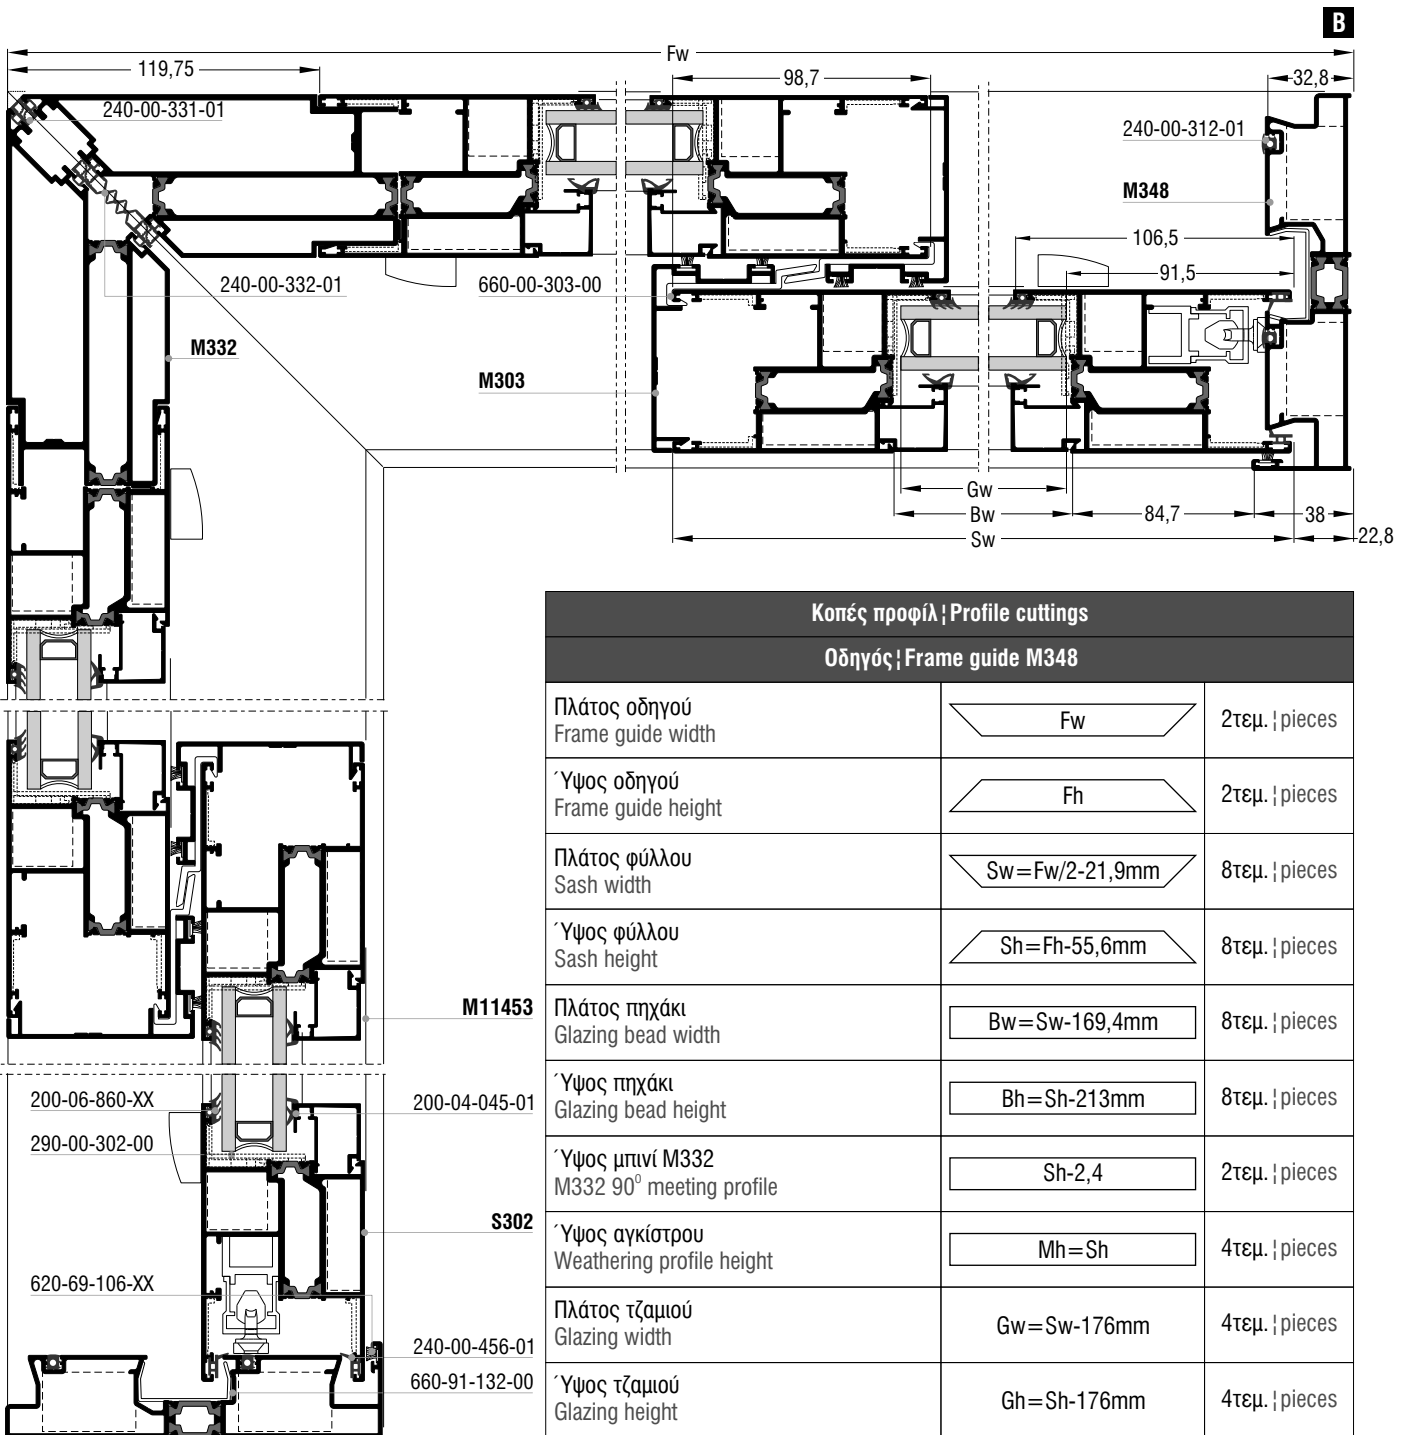 B
Fw
119,75
98,7
32,8
240-00-331-01
240-00-312-01
M348
106,5
91,5
240-00-332-01
660-00-303-00
M332
M303
Gw
Bw
84,7
38
Sw
22,8
M11453
200-06-860-XX
200-04-045-01
290-00-302-00
S302
620-69-106-XX
240-00-456-01
660-91-132-00
Κοπές προφίλ¦Profile cuttings
Οδηγός¦Frame guide M348
Πλάτος οδηγού
Frame guide width
Fw
2τεμ.¦pieces
Ύψος οδηγού
Frame guide height
Fh
2τεμ.¦pieces
Πλάτος φύλλου
Sash width
Sw=Fw/2-21,9mm
8τεμ.¦pieces
Ύψος φύλλου
Sash height
Sh=Fh-55,6mm
8τεμ.¦pieces
Πλάτος πηχάκι
Glazing bead width
Bw=Sw-169,4mm
8τεμ.¦pieces
Ύψος πηχάκι
Glazing bead height
Bh=Sh-213mm
8τεμ.¦pieces
Ύψος μπινί M332
M332 90⁰ meeting profile
Sh-2,4
2τεμ.¦pieces
Ύψος αγκίστρου
Weathering profile height
Mh=Sh
4τεμ.¦pieces
Πλάτος τζαμιού
Glazing width
Gw=Sw-176mm
4τεμ.¦pieces
Ύψος τζαμιού
Glazing height
Gh=Sh-176mm
4τεμ.¦pieces